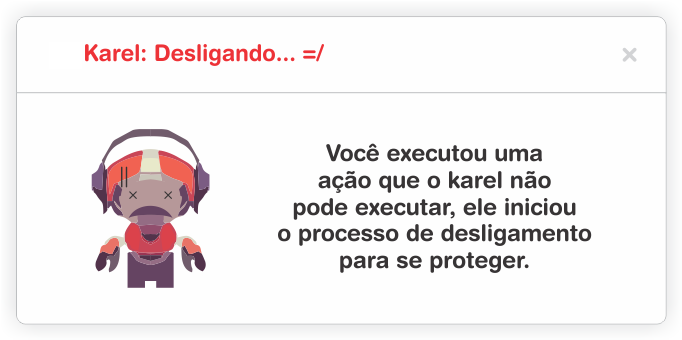 Karel: Desligando... =/
Você executou uma
ação que o karel não
pode executar, ele iniciou
o processo de desligamento
para se proteger.